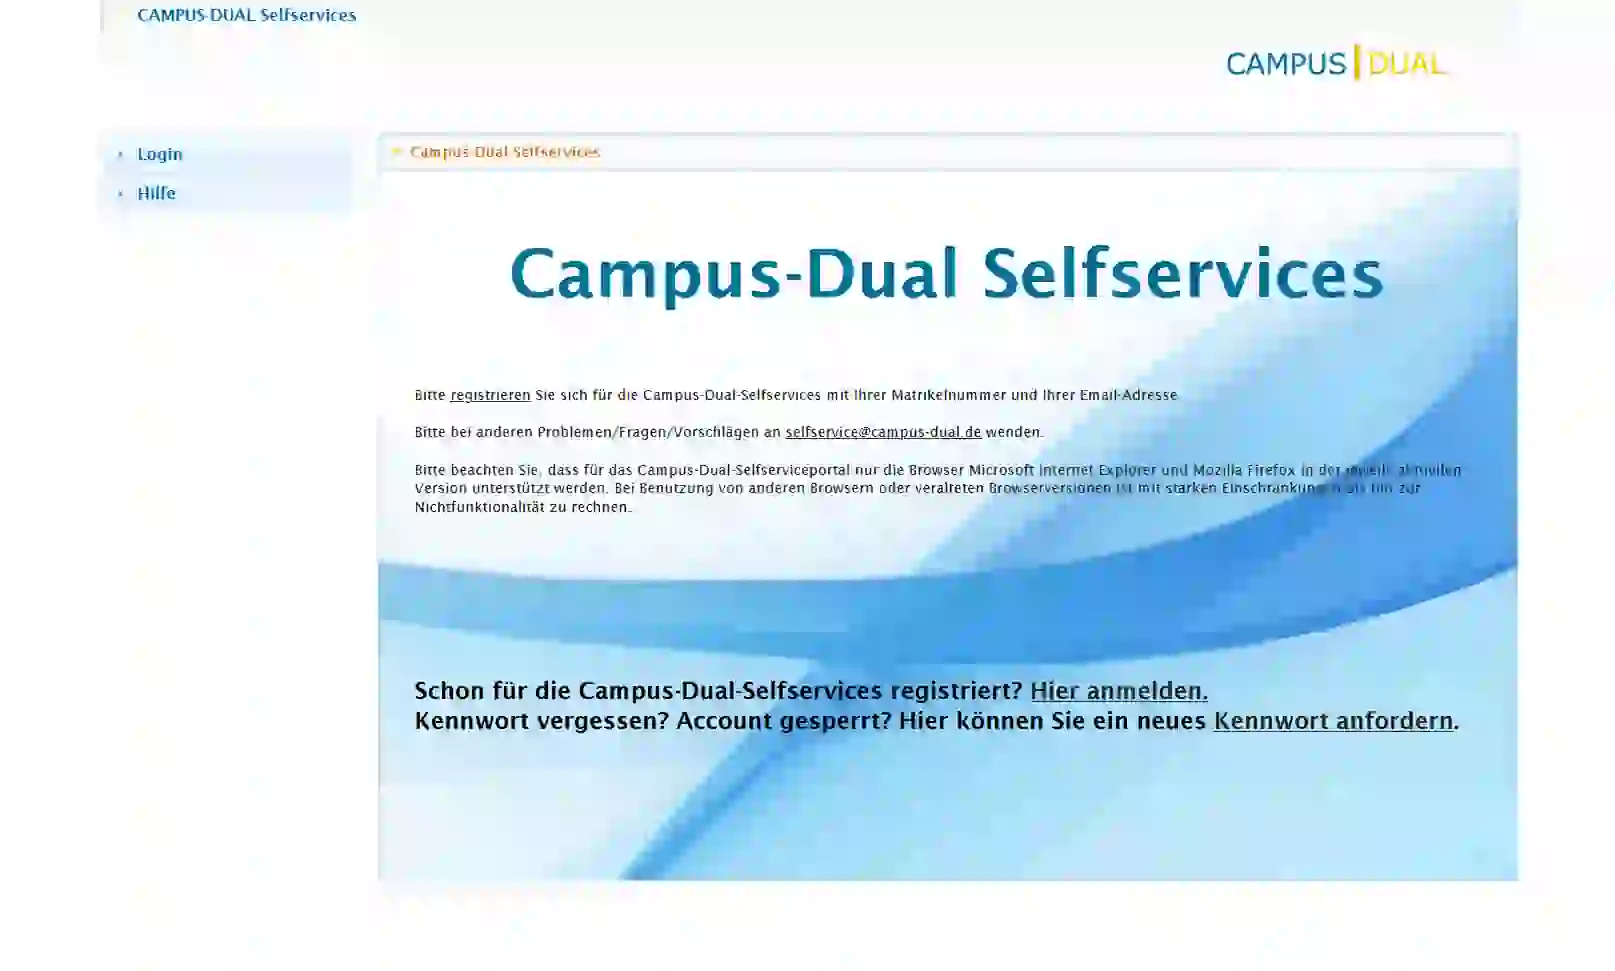 CAMPUS-DUAL Selfservices
CAMPUS DUAL
Login
Hilfe
Campus-Dual Selfservices
Campus-Dual Selfservices
Bitte registrieren Sie sich für die Campus-Dual-Selfservices mit Ihrer Matrikelnummer und Ihrer Email-Adresse
Bitte bei anderen Problemen/Fragen/Vorschlägen an selfservice@campus-dual.de wenden.
Bitte beachten Sie, dass für das Campus-Dual-Selfserviceportal nur die Browser Microsoft Internet Explorer und Mozilla Firefox in der jeweils aktuellen
Version unterstützt werden. Bei Benutzung von anderen Browsern oder veralreten Browserversionen ist mit starken Einschränkungen bis hin zur
Nichtfunktionalität zu rechnen.
Schon für die Campus-Dual-Selfservices registriert? Hier anmelden.
Kennwort vergessen? Account gesperrt? Hier können Sie ein neues Kennwort anfordern.